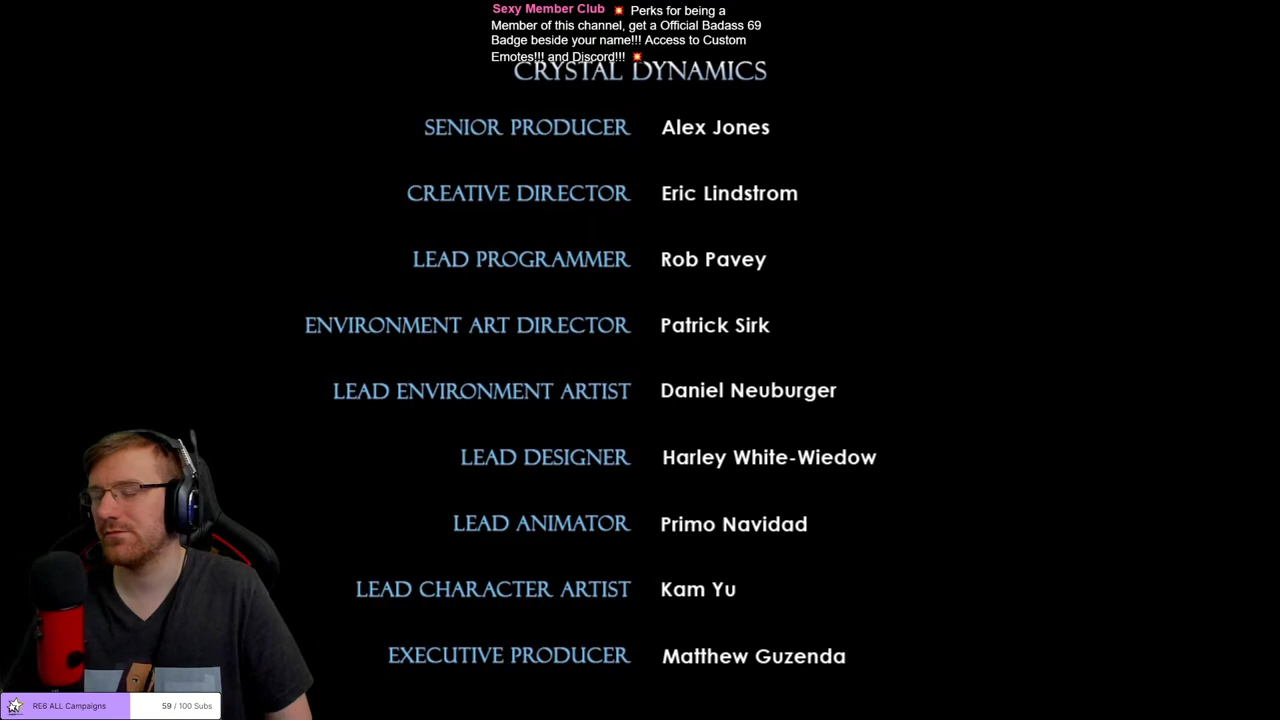 Sexy Member Club 💥 Perks for being a
Member of this channel, get a Official Badass 69
Badge beside your name!!! Access to Custom
Emotes!!! and Discord!!! 💥
CRYSTAL DYNAMICS
SENIOR PRODUCER Alex Jones
CREATIVE DIRECTOR Eric Lindstrom
LEAD PROGRAMMER Rob Pavey
ENVIRONMENT ART DIRECTOR Patrick Sirk
LEAD ENVIRONMENT ARTIST Daniel Neuburger
LEAD DESIGNER Harley White-Wiedow
LEAD ANIMATOR Primo Navidad
LEAD CHARACTER ARTIST Kam Yu
EXECUTIVE PRODUCER Matthew Guzenda
RE6 ALL Campaigns 59 / 100 Subs